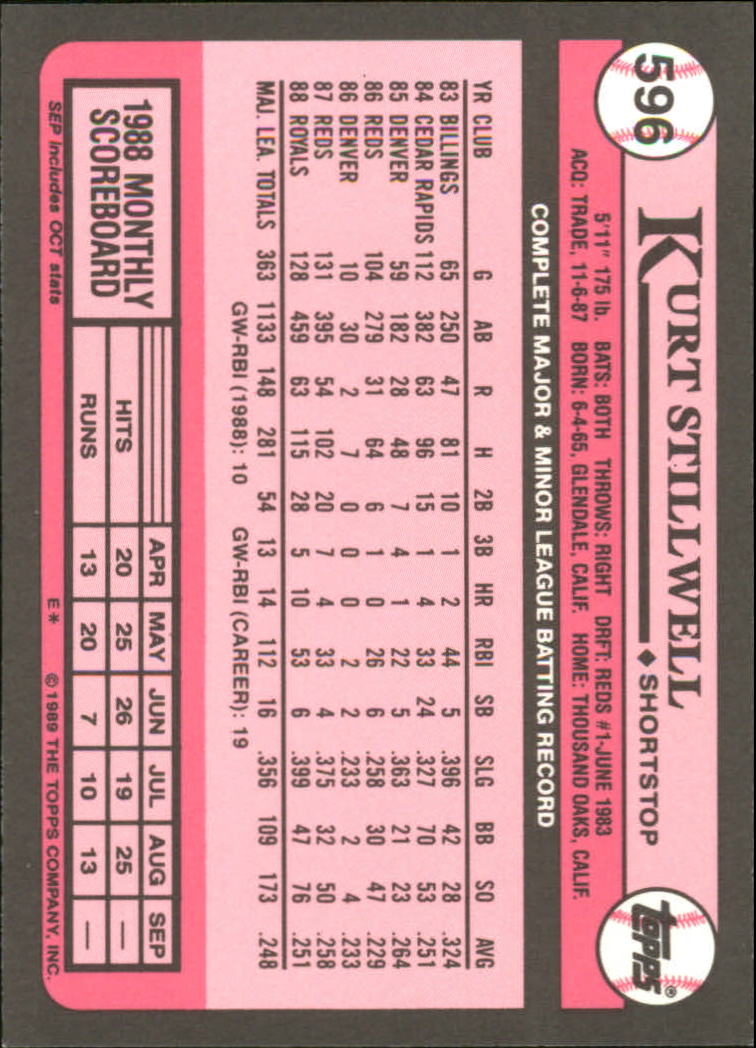 596
KURT STILLWELL
◆SHORTSTOP
topps®
5'11" 175 lb. BATS: BOTH THROWS: RIGHT DRFT: REDS #1-JUNE 1983
ACQ: TRADE, 11-6-87 BORN: 6-4-65, GLENDALE, CALIF. HOME: THOUSAND OAKS, CALIF.
COMPLETE MAJOR & MINOR LEAGUE BATTING RECORD
YR CLUB G AB R H 2B 3B HR RBI SB SLG BB SO AVG
83 BILLINGS 65 250 47 81 10 1 2 44 5 .396 42 28 .324
84 CEDAR RAPIDS 112 382 63 96 15 1 4 33 24 .327 70 53 .251
85 DENVER 59 182 28 48 7 4 1 22 5 .363 21 23 .264
86 REDS 104 279 31 64 6 1 0 26 6 .258 30 47 .229
86 DENVER 10 30 2 7 0 0 0 2 2 .233 2 4 .233
87 REDS 131 395 54 102 20 7 4 33 4 .375 32 50 .258
88 ROYALS 128 459 63 115 28 5 10 53 6 .399 47 76 .251
MAJ. LEA. TOTALS 363 1133 148 281 54 13 14 112 16 .356 109 173 .248
GW-RBI (1988): 10 GW-RBI (CAREER): 19
1988 MONTHLY
SCOREBOARD
APR MAY JUN JUL AUG SEP
HITS 20 25 26 19 25 —
RUNS 13 20 7 10 13 —
SEP includes OCT stats E* © 1989 THE TOPPS COMPANY, INC.